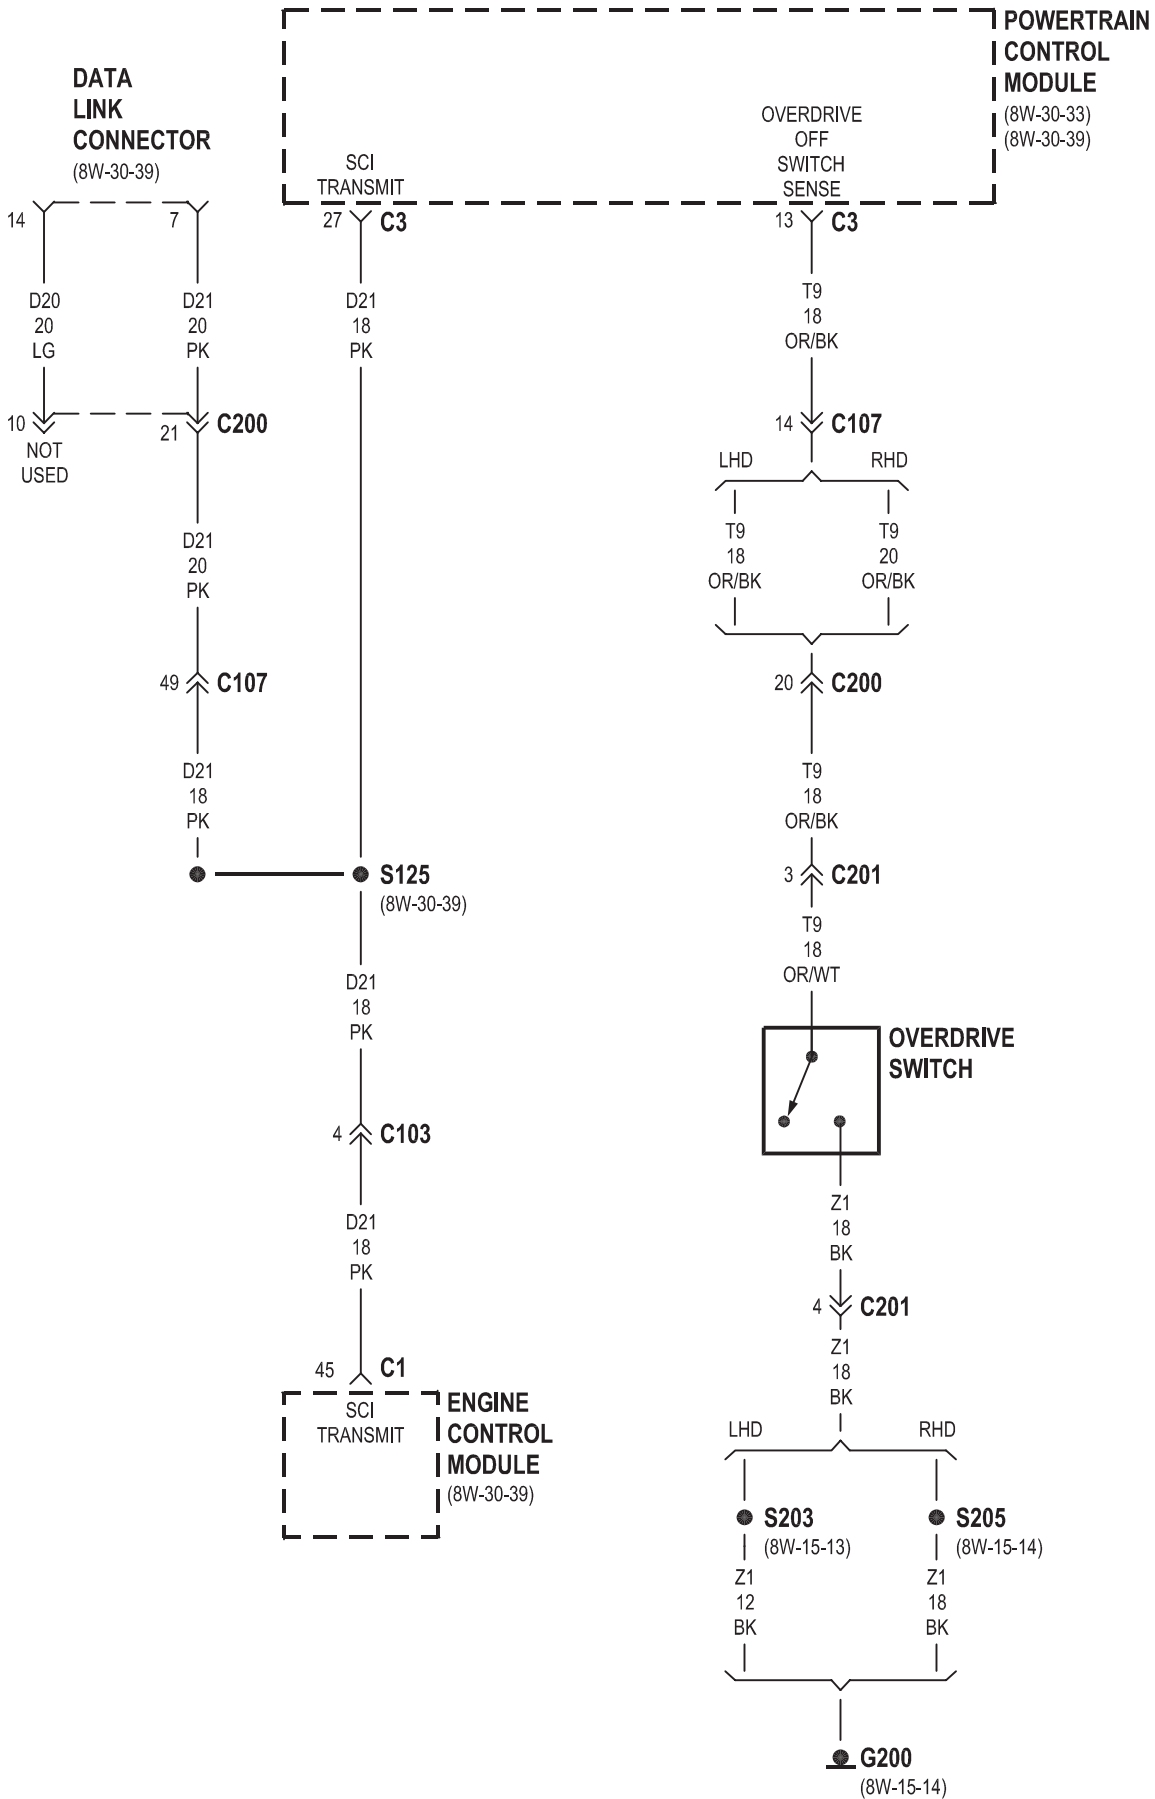 POWERTRAIN
CONTROL
MODULE
(8W-30-33)
(8W-30-39)
DATA
LINK
CONNECTOR
(8W-30-39)
SCI
TRANSMIT
OVERDRIVE
OFF
SWITCH
SENSE
14
7
27
C3
13
C3
D20
20
LG
D21
20
PK
D21
18
PK
T9
18
OR/BK
10
NOT
USED
21
C200
14
C107
LHD
RHD
D21
20
PK
T9
18
OR/BK
T9
20
OR/BK
49
C107
20
C200
D21
18
PK
T9
18
OR/BK
S125
(8W-30-39)
3
C201
T9
18
OR/WT
D21
18
PK
OVERDRIVE
SWITCH
4
C103
D21
18
PK
Z1
18
BK
4
C201
45
C1
Z1
18
BK
SCI
TRANSMIT
ENGINE
CONTROL
MODULE
(8W-30-39)
LHD
RHD
S203
(8W-15-13)
S205
(8W-15-14)
Z1
12
BK
Z1
18
BK
G200
(8W-15-14)